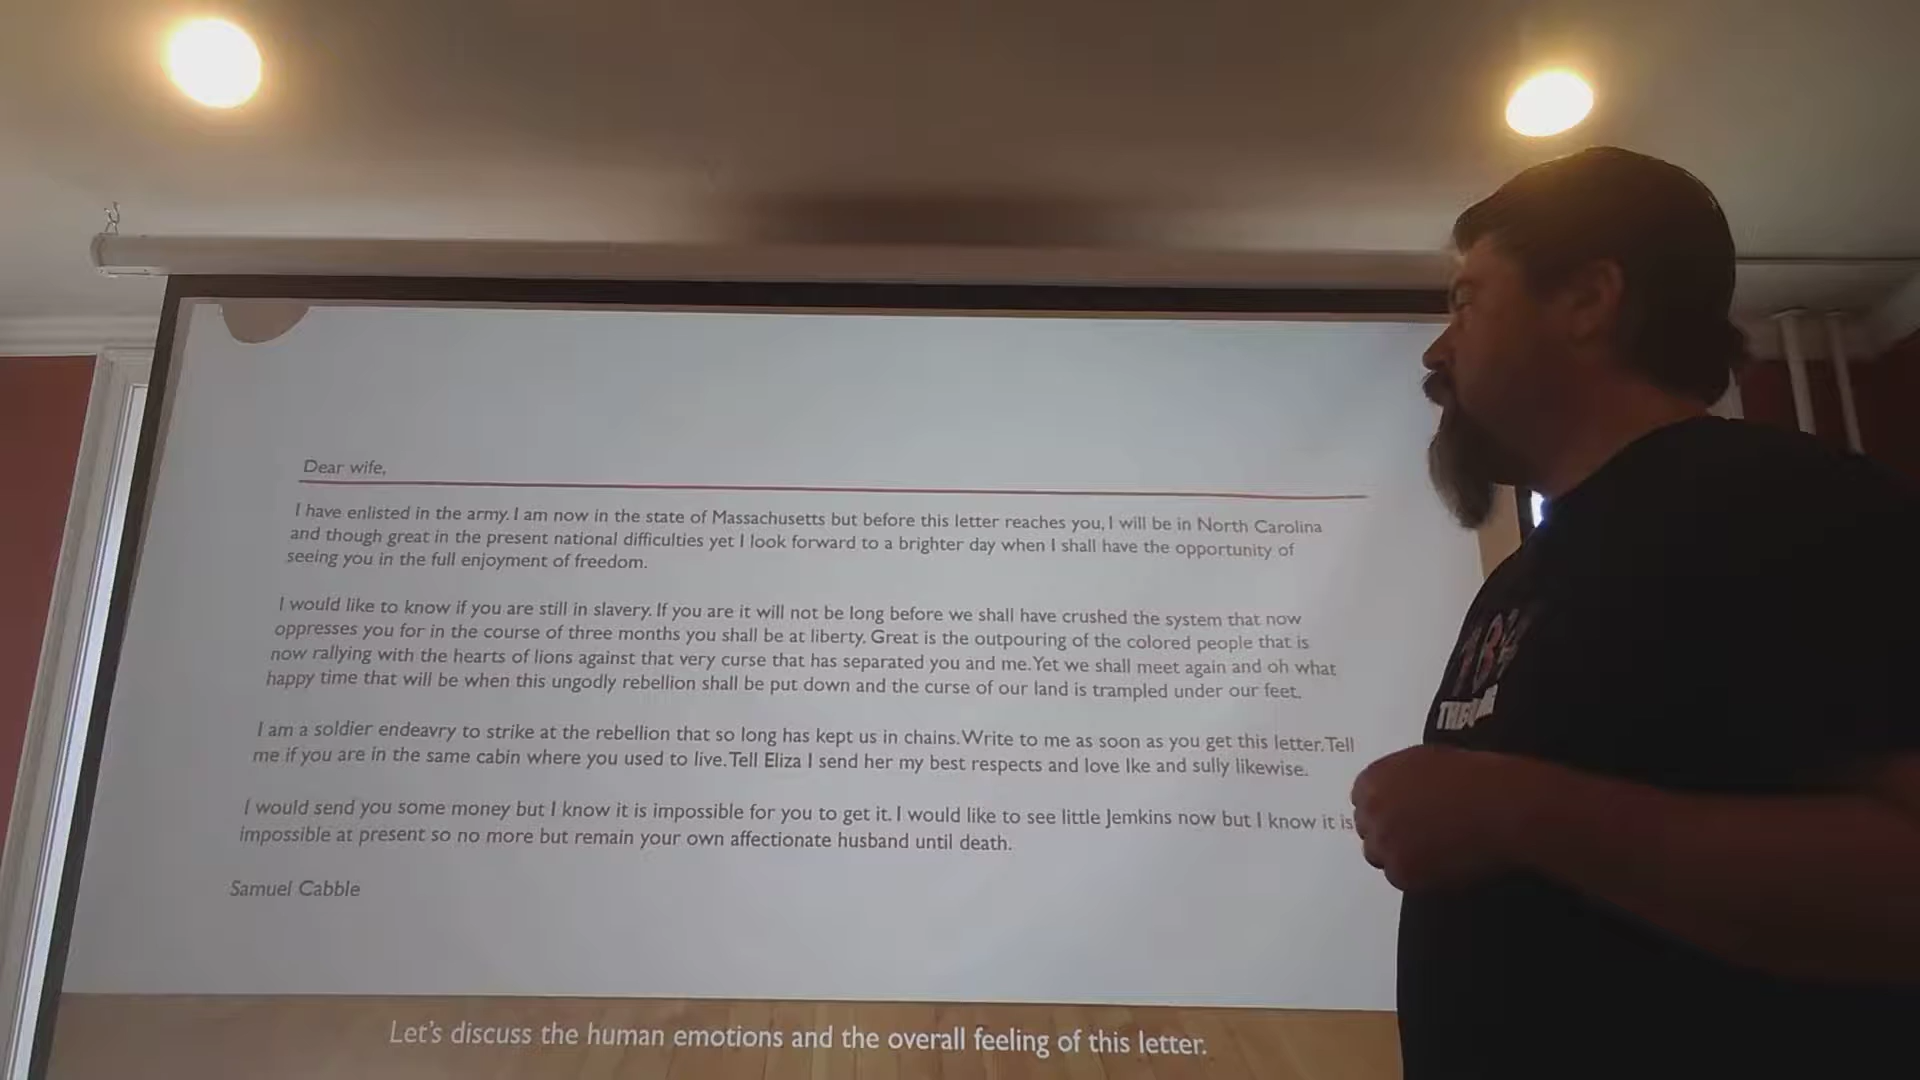 Dear wife,
I have enlisted in the army. I am now in the state of Massachusetts but before this letter reaches you, I will be in North Carolina
and though great in the present national difficulties yet I look forward to a brighter day when I shall have the opportunity of
seeing you in the full enjoyment of freedom.
I would like to know if you are still in slavery. If you are it will not be long before we shall have crushed the system that now
oppresses you for in the course of three months you shall be at liberty. Great is the outpouring of the colored people that is
now rallying with the hearts of lions against that very curse that has separated you and me. Yet we shall meet again and oh what
happy time that will be when this ungodly rebellion shall be put down and the curse of our land is trampled under our feet.
I am a soldier endeavry to strike at the rebellion that so long has kept us in chains. Write to me as soon as you get this letter. Tell
me if you are in the same cabin where you used to live. Tell Eliza I send her my best respects and love Ike and sully likewise.
I would send you some money but I know it is impossible for you to get it. I would like to see little Jemkins now but I know it is
impossible at present so no more but remain your own affectionate husband until death.
Samuel Cabble
Let's discuss the human emotions and the overall feeling of this letter.